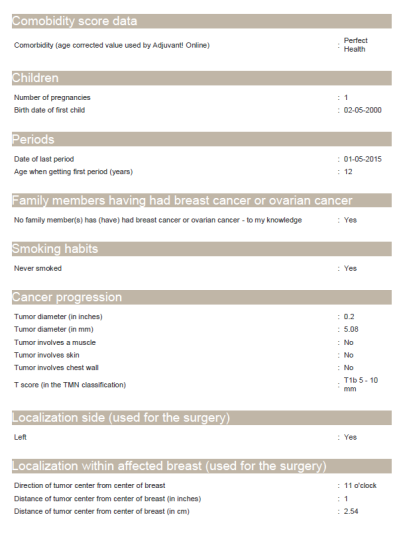 Comobidity score data
Comorbidity (age corrected value used by Adjuvant! Online) : Perfect Health
Children
Number of pregnancies : 1
Birth date of first child : 02-05-2000
Periods
Date of last period : 01-05-2015
Age when getting first period (years) : 12
Family members having had breast cancer or ovarian cancer
No family member(s) has (have) had breast cancer or ovarian cancer - to my knowledge : Yes
Smoking habits
Never smoked : Yes
Cancer progression
Tumor diameter (in inches) : 0.2
Tumor diameter (in mm) : 5.08
Tumor involves a muscle : No
Tumor involves skin : No
Tumor involves chest wall : No
T score (in the TMN classification) : T1b 5 - 10 mm
Localization side (used for the surgery)
Left : Yes
Localization within affected breast (used for the surgery)
Direction of tumor center from center of breast : 11 o'clock
Distance of tumor center from center of breast (in inches) : 1
Distance of tumor center from center of breast (in cm) : 2.54